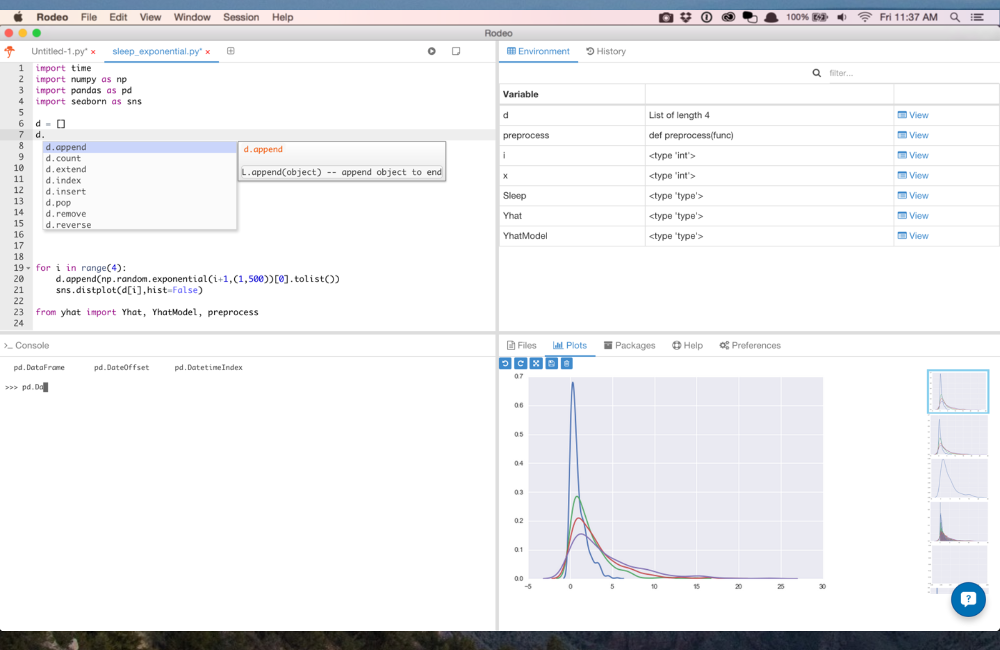 Rodeo File Edit View Window Session Help 100% Fri 11:37 AM
Rodeo
Untitled-1.py* × sleep_exponential.py* ×
1 import time
2 import numpy as np
3 import pandas as pd
4 import seaborn as sns
5
6 d = []
7 d.
8 d.append
9 d.count
10 d.extend
11 d.index
12 d.insert
13 d.pop
14 d.remove
15 d.reverse
16
17
18
19 for i in range(4):
20 d.append(np.random.exponential(i+1,(1,500))[0].tolist())
21 sns.distplot(d[i],hist=False)
22
23 from yhat import Yhat, YhatModel, preprocess
24
d.append
L.append(object) -- append object to end
Environment History
filter...
Variable
d List of length 4 View
preprocess def preprocess(func) View
i <type 'int'> View
x <type 'int'> View
Sleep <type 'type'> View
Yhat <type 'type'> View
YhatModel <type 'type'> View
>_ Console
pd.DataFrame pd.DateOffset pd.DatetimeIndex
>>> pd.Da
Files Plots Packages Help Preferences
0.7
0.6
0.5
0.4
0.3
0.2
0.1
0.0
−5 0 5 10 15 20 25 30
?